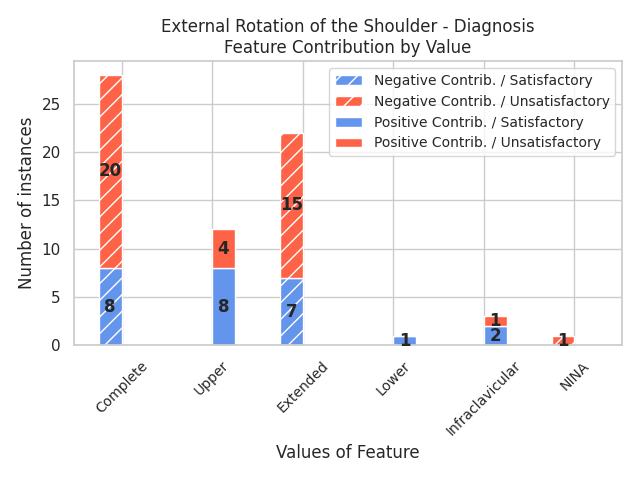 External Rotation of the Shoulder - Diagnosis
Feature Contribution by Value
Negative Contrib. / Satisfactory
Negative Contrib. / Unsatisfactory
Positive Contrib. / Satisfactory
Positive Contrib. / Unsatisfactory
Number of instances
25
20
15
10
5
0
20
8
4
8
15
7
1
1
2
1
Complete
Upper
Extended
Lower
Infraclavicular
NINA
Values of Feature